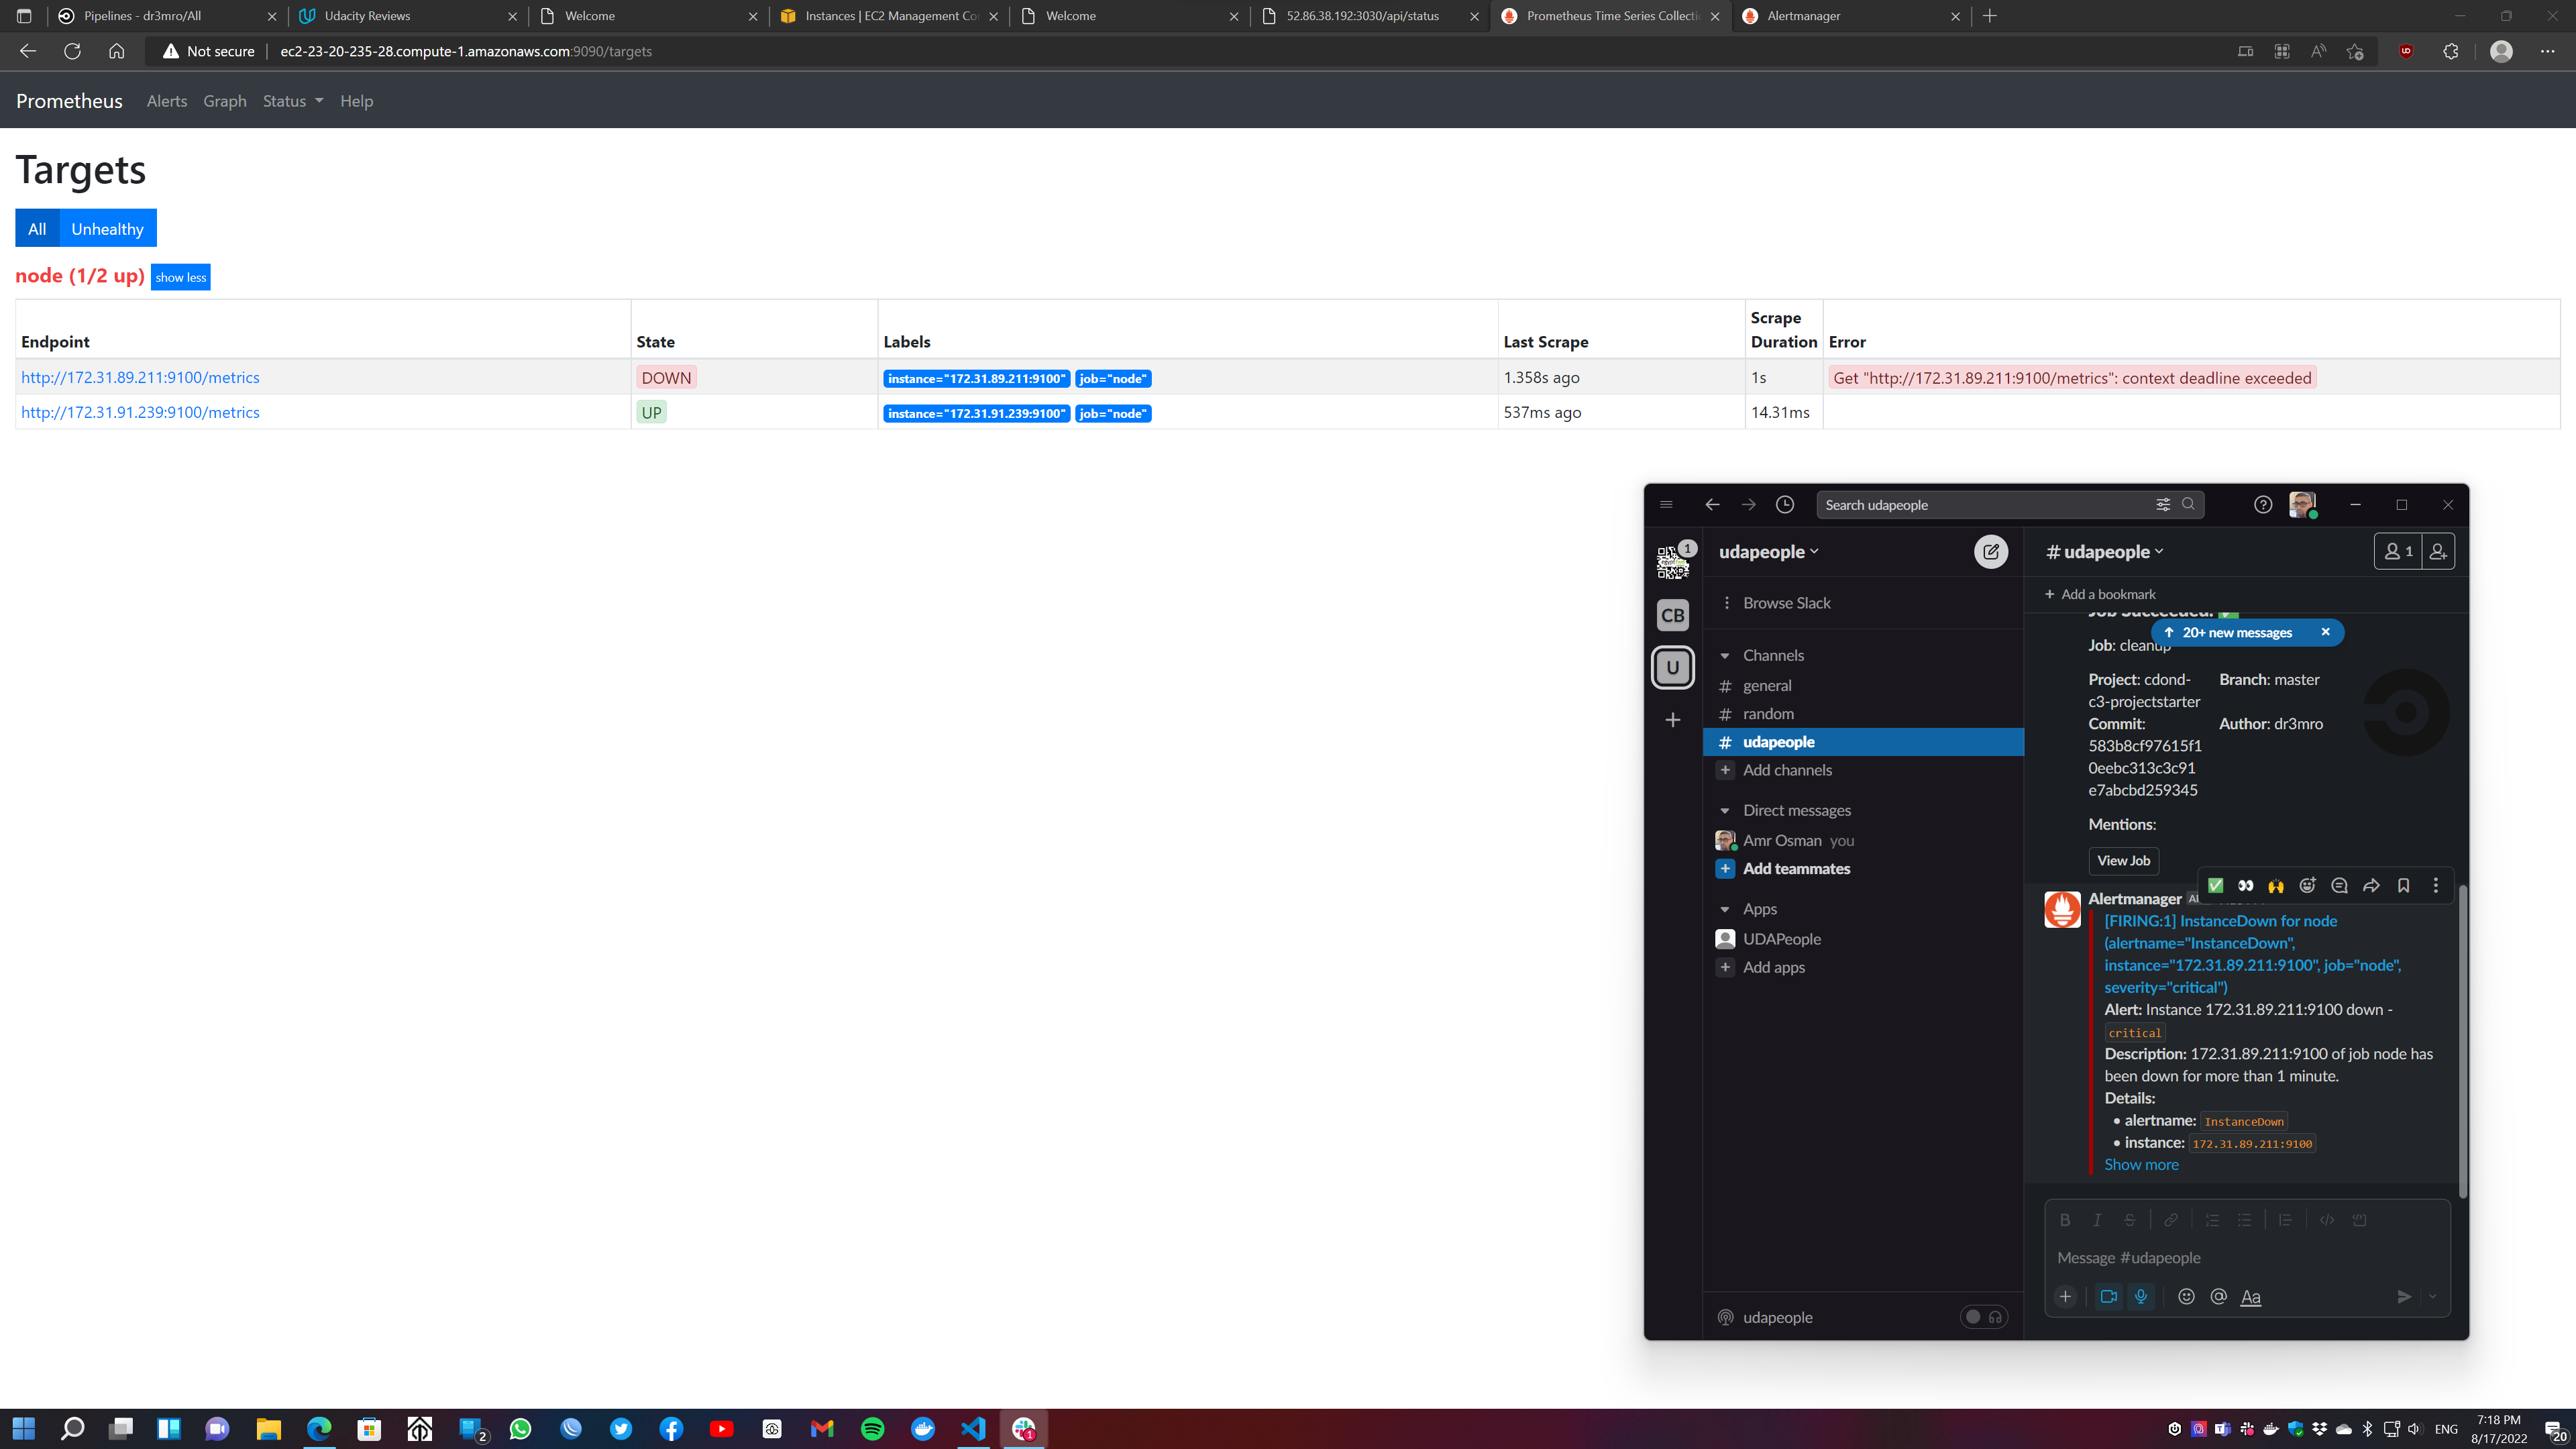 Pipelines - dr3mro/All
Udacity Reviews
Welcome
Instances | EC2 Management Co
Welcome
52.86.38.192:3030/api/status
Prometheus Time Series Collecti
Alertmanager
Not secure
ec2-23-20-235-28.compute-1.amazonaws.com:9090/targets
Prometheus Alerts Graph Status Help
Targets
All Unhealthy
node (1/2 up) show less
Endpoint State Labels Last Scrape Scrape Duration Error
http://172.31.89.211:9100/metrics DOWN instance="172.31.89.211:9100" job="node" 1.358s ago 1s Get "http://172.31.89.211:9100/metrics": context deadline exceeded
http://172.31.91.239:9100/metrics UP instance="172.31.91.239:9100" job="node" 537ms ago 14.31ms
Search udapeople
1
CB
U
udapeople
Browse Slack
Channels
# general
# random
# udapeople
+ Add channels
Direct messages
Amr Osman you
+ Add teammates
Apps
UDAPeople
+ Add apps
udapeople
# udapeople
1
+ Add a bookmark
Job Succeeded.
20+ new messages
Job: cleanup
Project: cdond-
c3-projectstarter
Branch: master
Commit:
583b8cf97615f1
0eebc313c3c91
e7abcbd259345
Author: dr3mro
Mentions:
View Job
Alertmanager
[FIRING:1] InstanceDown for node
(alertname="InstanceDown",
instance="172.31.89.211:9100", job="node",
severity="critical")
Alert: Instance 172.31.89.211:9100 down -
critical
Description: 172.31.89.211:9100 of job node has
been down for more than 1 minute.
Details:
• alertname: InstanceDown
• instance: 172.31.89.211:9100
Show more
Message #udapeople
Aa
2
1
ENG
7:18 PM
8/17/2022
20